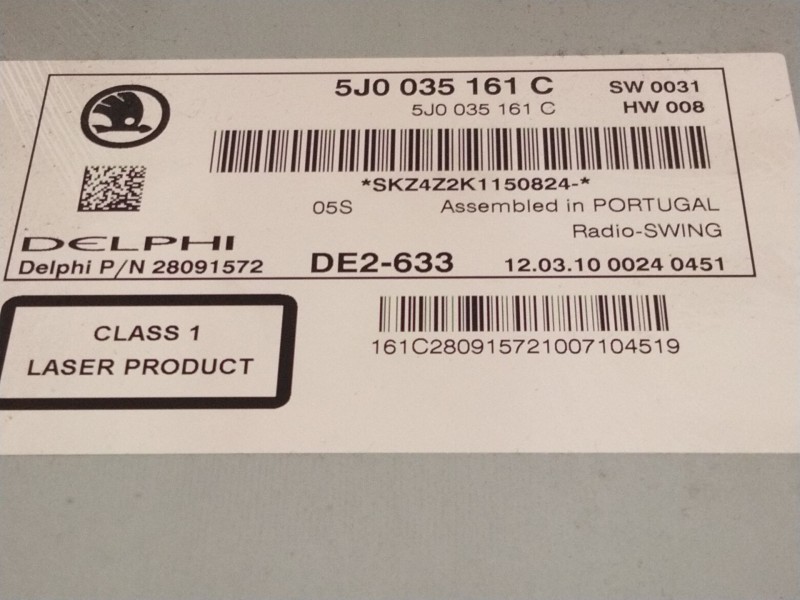 5J0 035 161 C SW 0031
5J0 035 161 C HW 008
*SKZ4Z2K1150824-*
05S Assembled in PORTUGAL
Radio-SWING
DELPHI
Delphi P/N 28091572 DE2-633 12.03.10 0024 0451
CLASS 1
LASER PRODUCT
161C280915721007104519